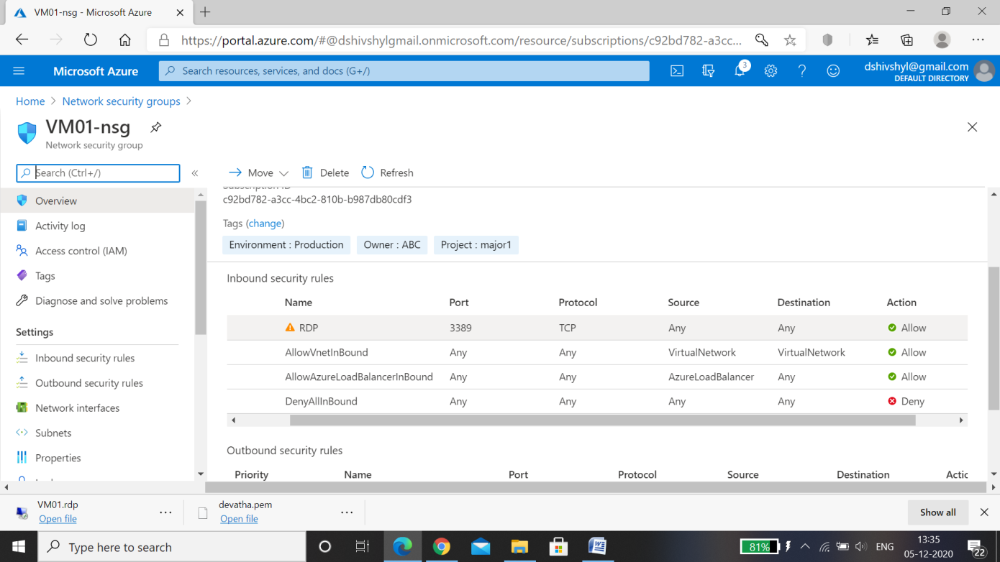 VM01-nsg - Microsoft Azure
https://portal.azure.com/#@dshivshylgmail.onmicrosoft.com/resource/subscriptions/c92bd782-a3cc...
Microsoft Azure
Search resources, services, and docs (G+/)
3
dshivshyl@gmail.com
DEFAULT DIRECTORY
Home > Network security groups >
VM01-nsg
Network security group
Search (Ctrl+/)
«
Move
Delete
Refresh
Overview
Activity log
Access control (IAM)
Tags
Diagnose and solve problems
Settings
Inbound security rules
Outbound security rules
Network interfaces
Subnets
Properties
Subscription ID
c92bd782-a3cc-4bc2-810b-b987db80cdf3
Tags (change)
Environment : Production Owner : ABC Project : major1
Inbound security rules
Name Port Protocol Source Destination Action
RDP 3389 TCP Any Any Allow
AllowVnetInBound Any Any VirtualNetwork VirtualNetwork Allow
AllowAzureLoadBalancerInBound Any Any AzureLoadBalancer Any Allow
DenyAllInBound Any Any Any Any Deny
Outbound security rules
Priority Name Port Protocol Source Destination Actic
VM01.rdp
Open file
devatha.pem
Open file
Show all
Type here to search
81%
ENG
13:35
05-12-2020
22